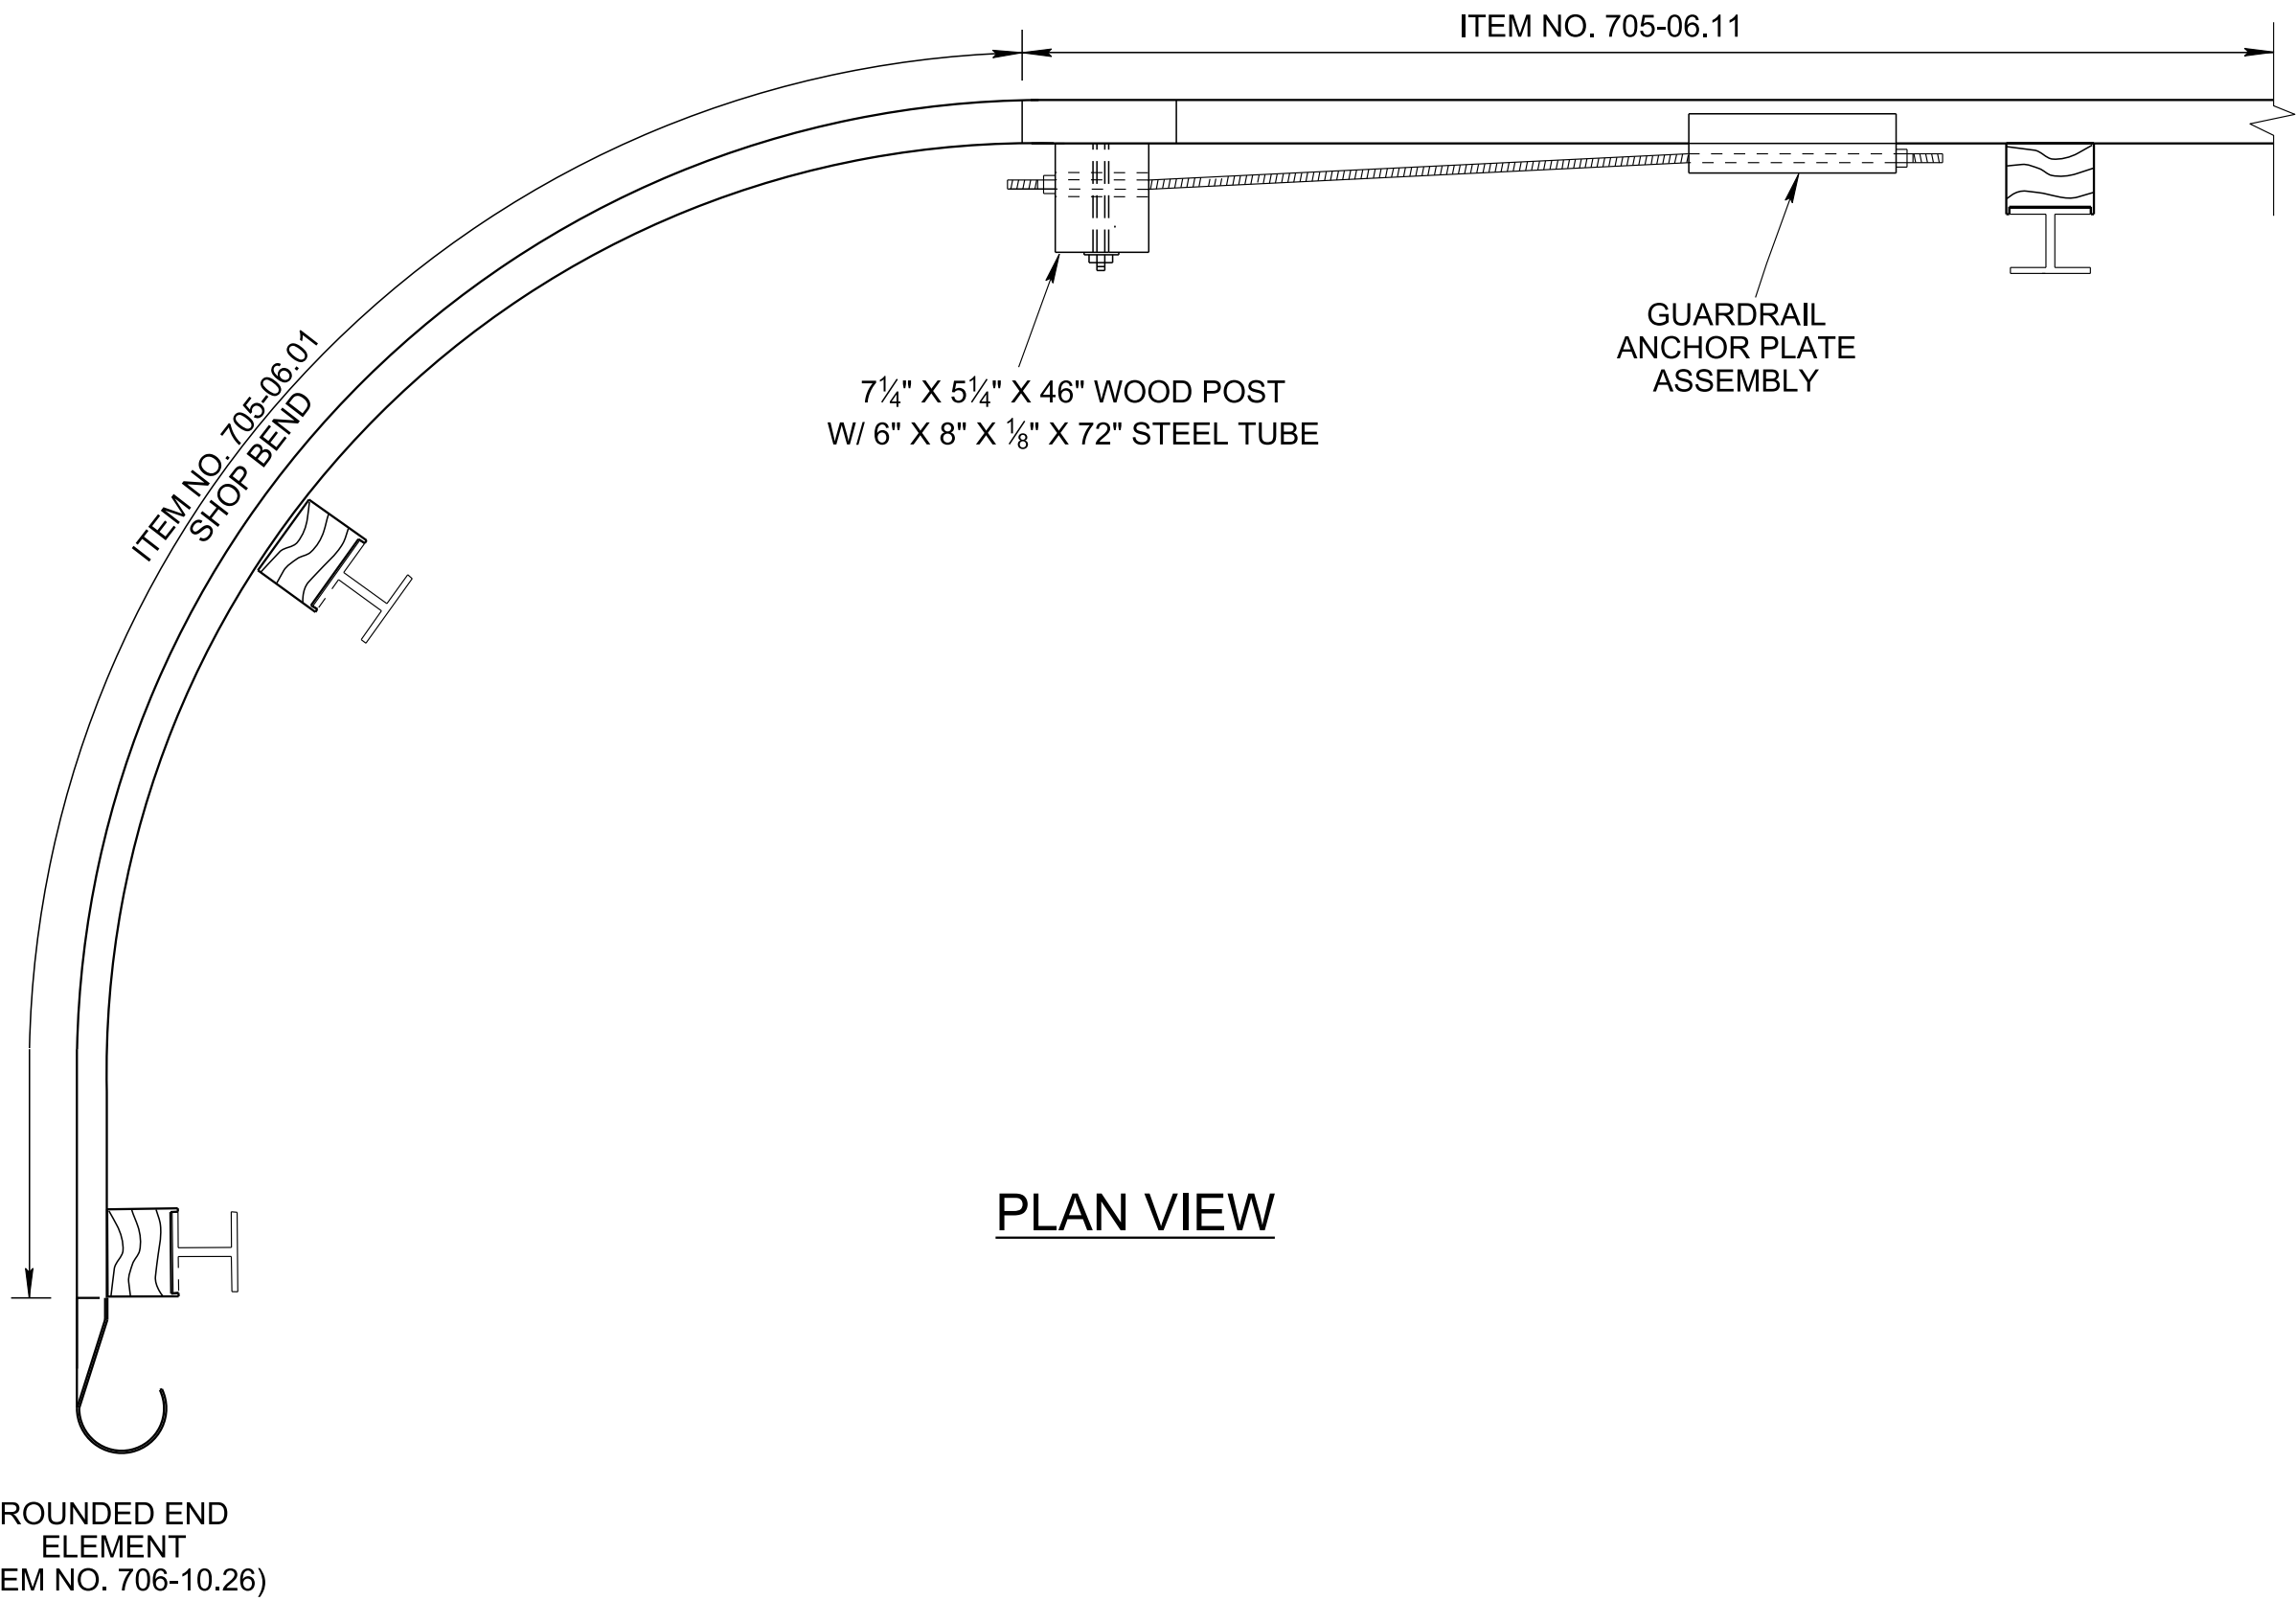 ITEM NO. 705-06.11
ITEM NO. 705-06.01
SHOP BEND
GUARDRAIL
ANCHOR PLATE
ASSEMBLY
7¼" X 5¼" X 46" WOOD POST
W/ 6" X 8" X ⅛" X 72" STEEL TUBE
PLAN VIEW
ROUNDED END
ELEMENT
EM NO. 706-10.26)